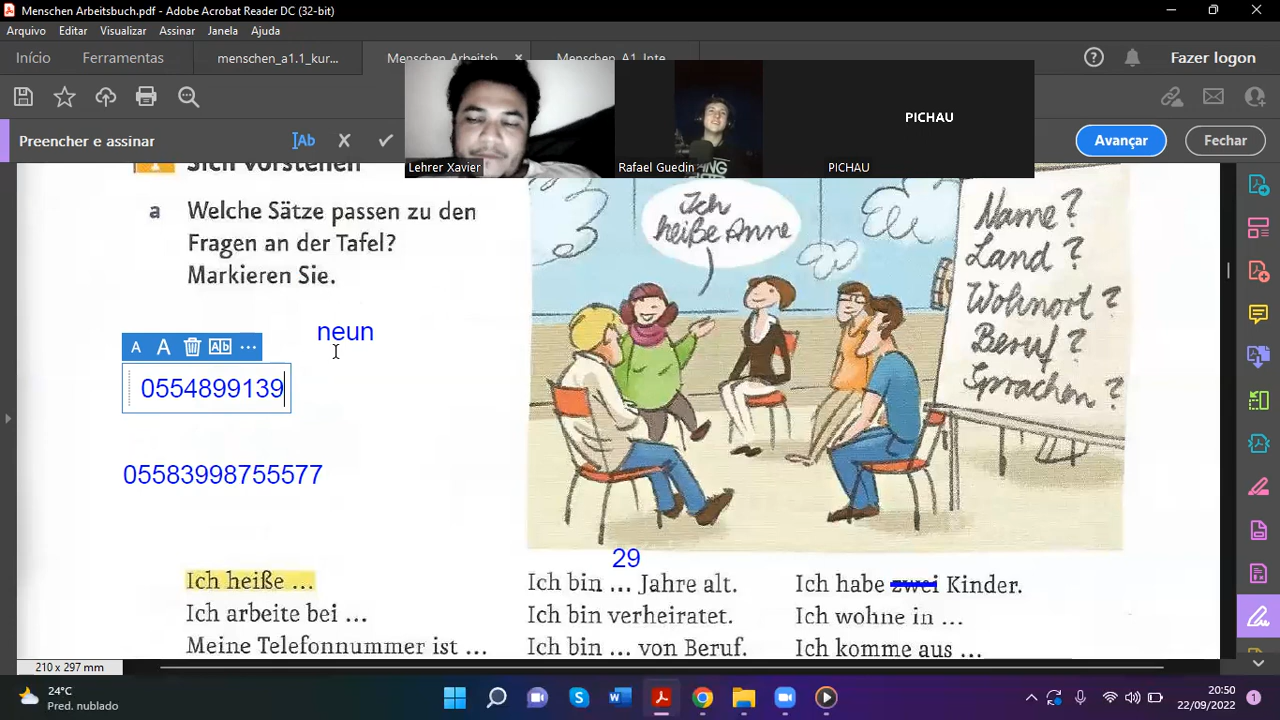 Menschen Arbeitsbuch.pdf - Adobe Acrobat Reader DC (32-bit)
Arquivo Editar Visualizar Assinar Janela Ajuda
Início Ferramentas menschen_a1.1_kur... Menschen Arbeitsb... × Menschen_A1_Inte...
Fazer logon
Preencher e assinar Ab Avançar Fechar
Lehrer Xavier
Rafael Guedin
PICHAU
PICHAU
Sich vorstellen
a Welche Sätze passen zu den
Fragen an der Tafel?
Markieren Sie.
neun
A A Ab ...
0554899139
05583998755577
Ich
heiße Anne
Name?
Land?
Wohnort?
Beruf?
Sprachen?
29
Ich heiße ... Ich bin ... Jahre alt. Ich habe zwei Kinder.
Ich arbeite bei ... Ich bin verheiratet. Ich wohne in ...
Meine Telefonnummer ist ... Ich bin ... von Beruf. Ich komme aus ...
210 x 297 mm
24°C
Pred. nublado
20:50
22/09/2022
1